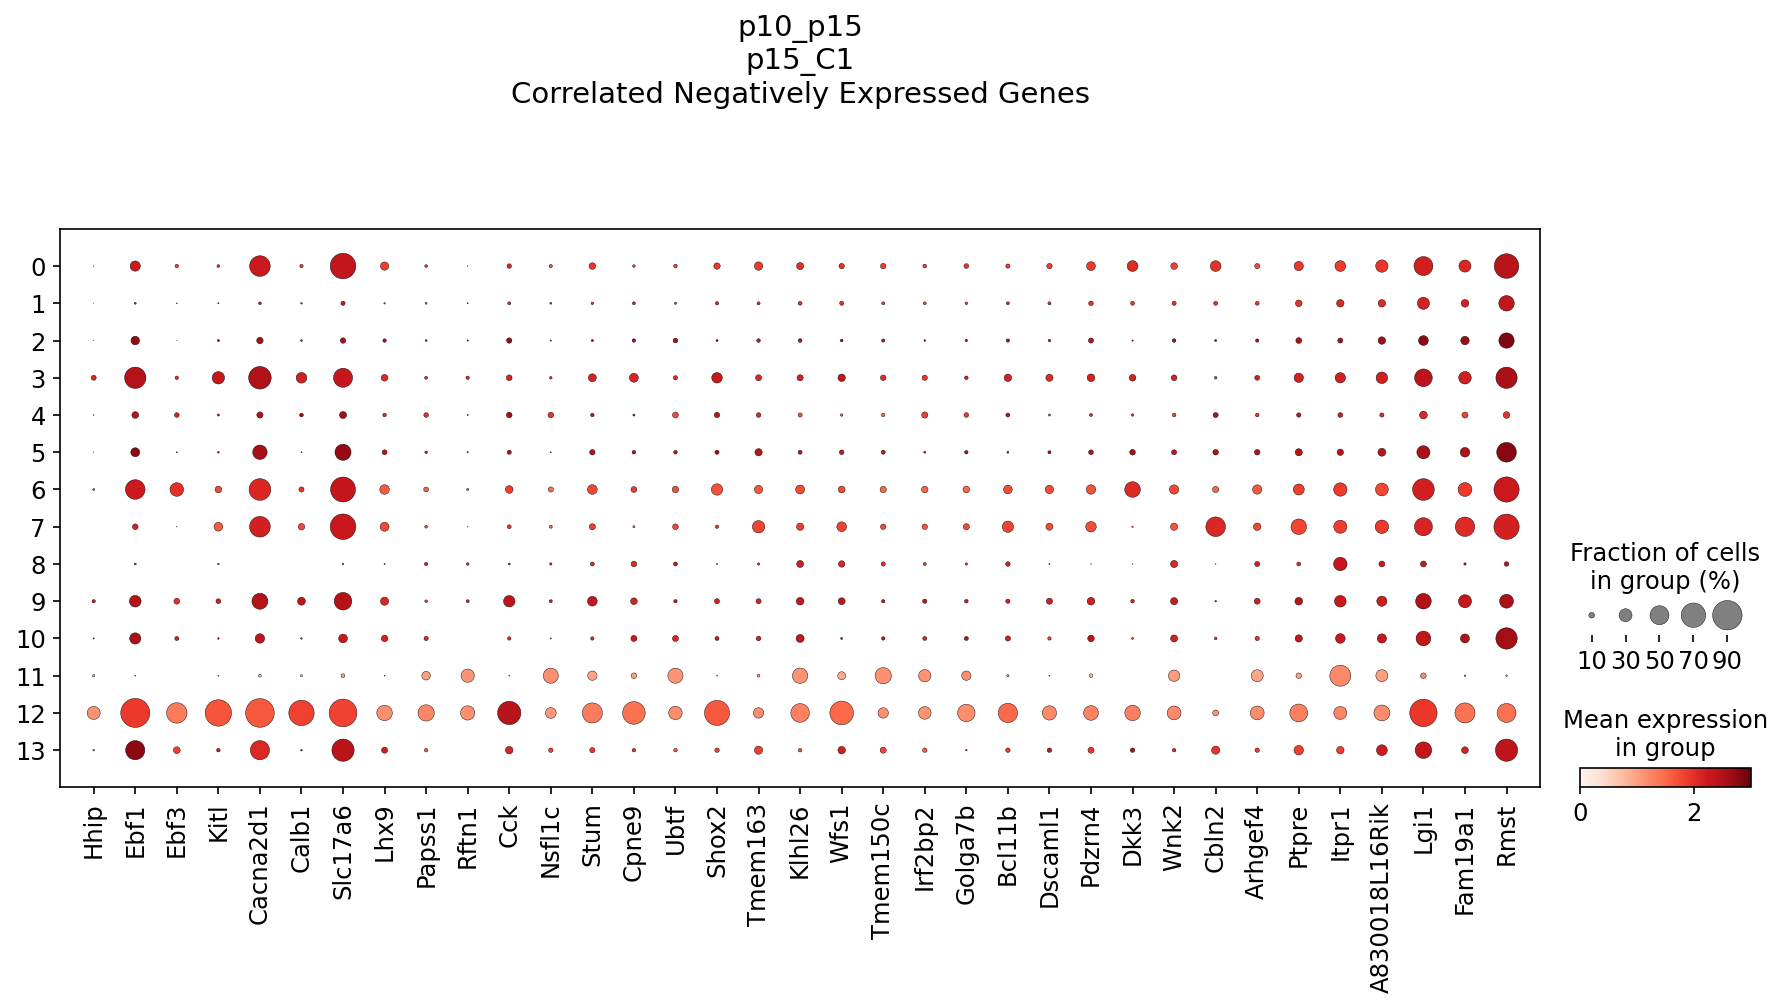 p10_p15
p15_C1
Correlated Negatively Expressed Genes
0
1
2
3
4
5
6
7
8
9
10
11
12
13
Hhip
Ebf1
Ebf3
Kitl
Cacna2d1
Calb1
Slc17a6
Lhx9
Papss1
Rftn1
Cck
Nsfl1c
Stum
Cpne9
Ubtf
Shox2
Tmem163
Klhl26
Wfs1
Tmem150c
Irf2bp2
Golga7b
Bcl11b
Dscaml1
Pdzrn4
Dkk3
Wnk2
Cbln2
Arhgef4
Ptpre
Itpr1
A830018L16Rik
Lgi1
Fam19a1
Rmst
Fraction of cells
in group (%)
10 30 50 70 90
Mean expression
in group
0 2